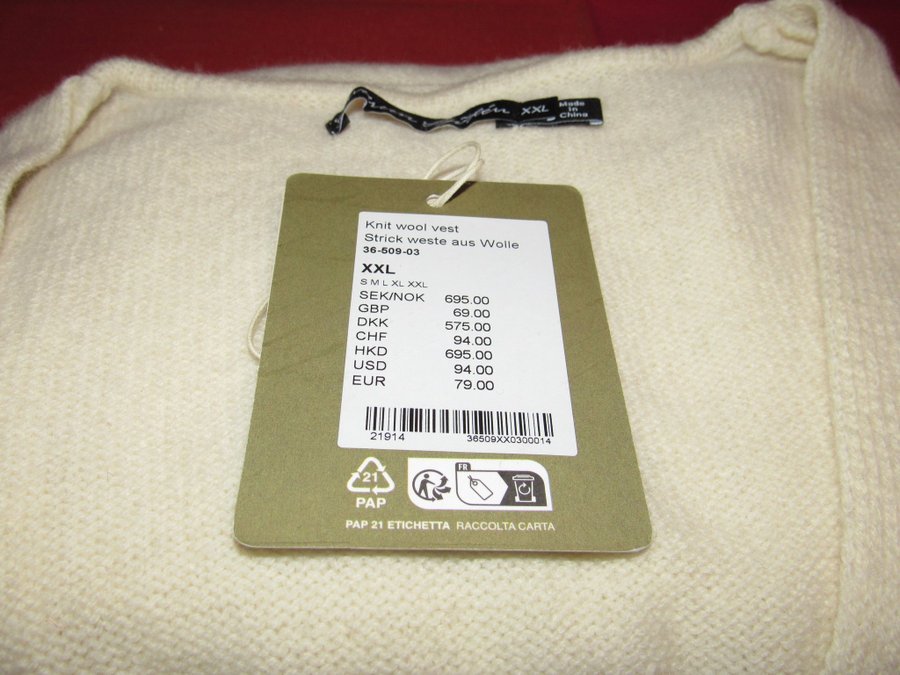 XXL
Made
in
China
Knit wool vest
Strick weste aus Wolle
36-509-03
XXL
S M L XL XXL
SEK/NOK 695.00
GBP 69.00
DKK 575.00
CHF 94.00
HKD 695.00
USD 94.00
EUR 79.00
21914 36509XX0300014
21
PAP
FR
PAP 21 ETICHETTA RACCOLTA CARTA